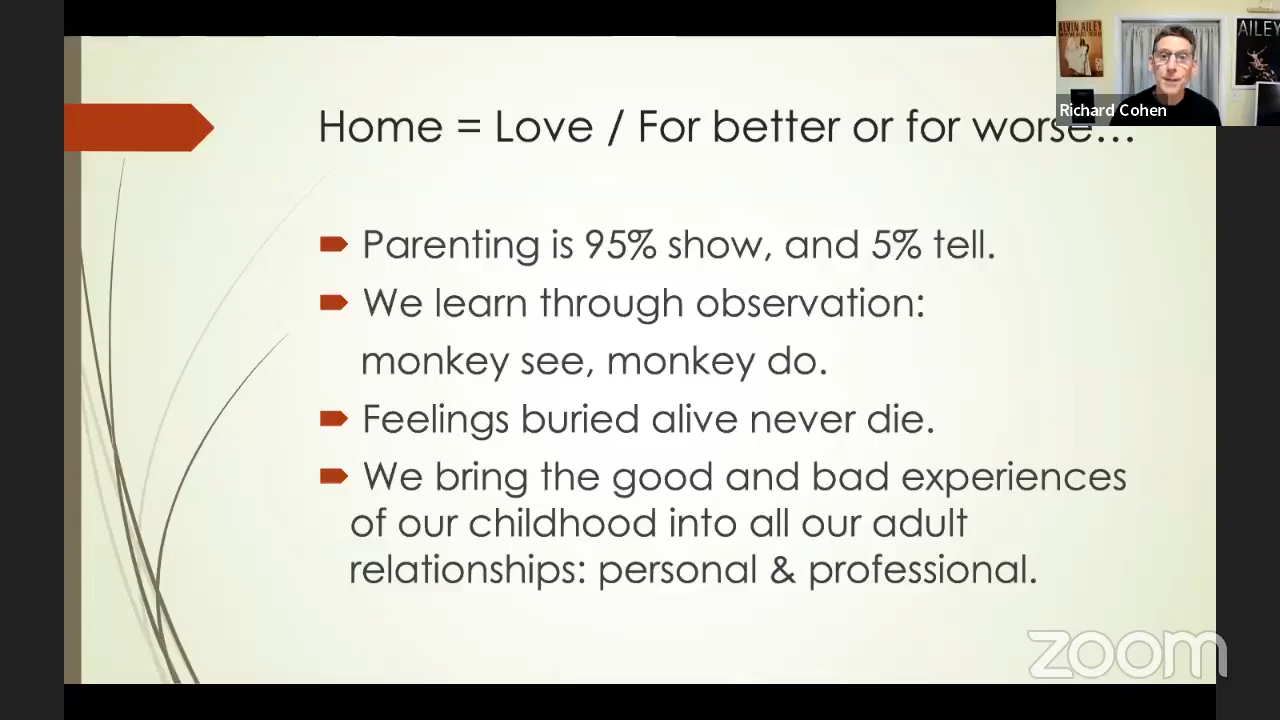 Home = Love / For better or for worse…
Parenting is 95% show, and 5% tell.
We learn through observation:
monkey see, monkey do.
Feelings buried alive never die.
We bring the good and bad experiences
of our childhood into all our adult
relationships: personal & professional.
ALVIN AILEY
AILEY
Richard Cohen
zoom